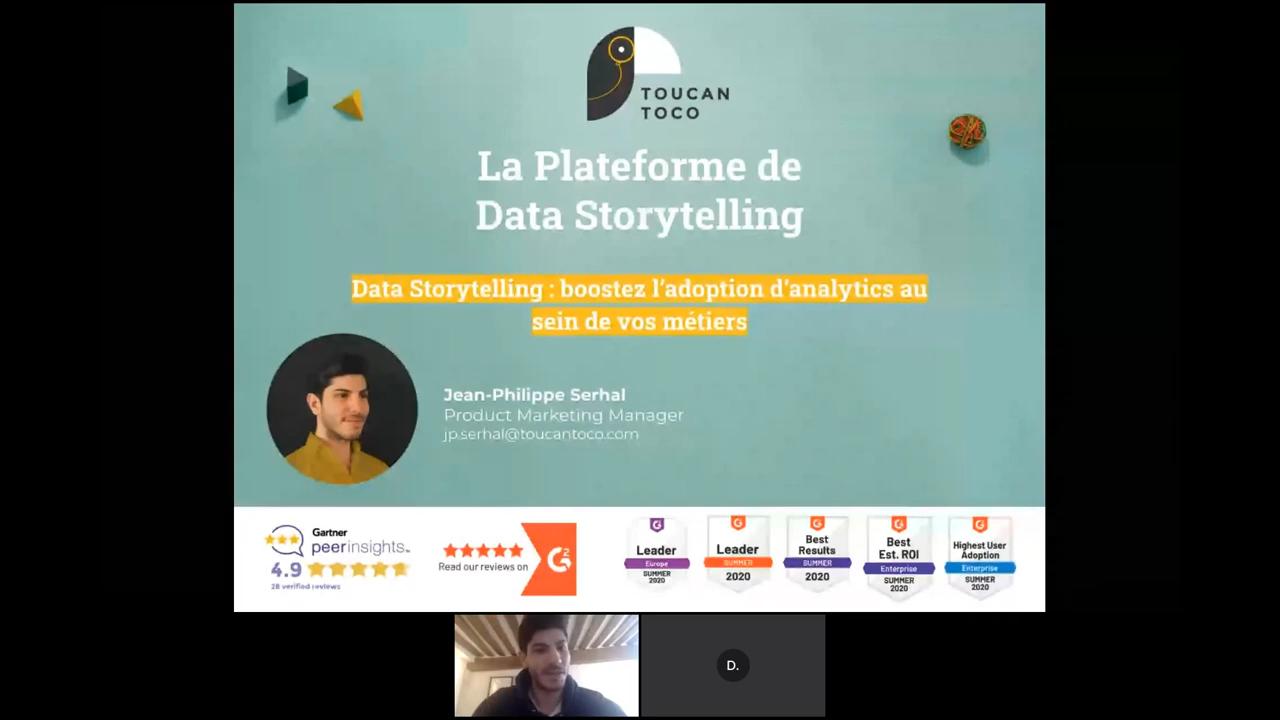 TOUCAN
TOCO
La Plateforme de
Data Storytelling
Data Storytelling : boostez l'adoption d'analytics au
sein de vos métiers
Jean-Philippe Serhal
Product Marketing Manager
jp.serhal@toucantoco.com
Gartner
peerinsights™
4.9
28 verified reviews
Read our reviews on
G2
Leader
Europe
SUMMER
2020
Leader
SUMMER
2020
Best
Results
SUMMER
2020
Best
Est. ROI
Enterprise
SUMMER
2020
Highest User
Adoption
Enterprise
SUMMER
2020
D.